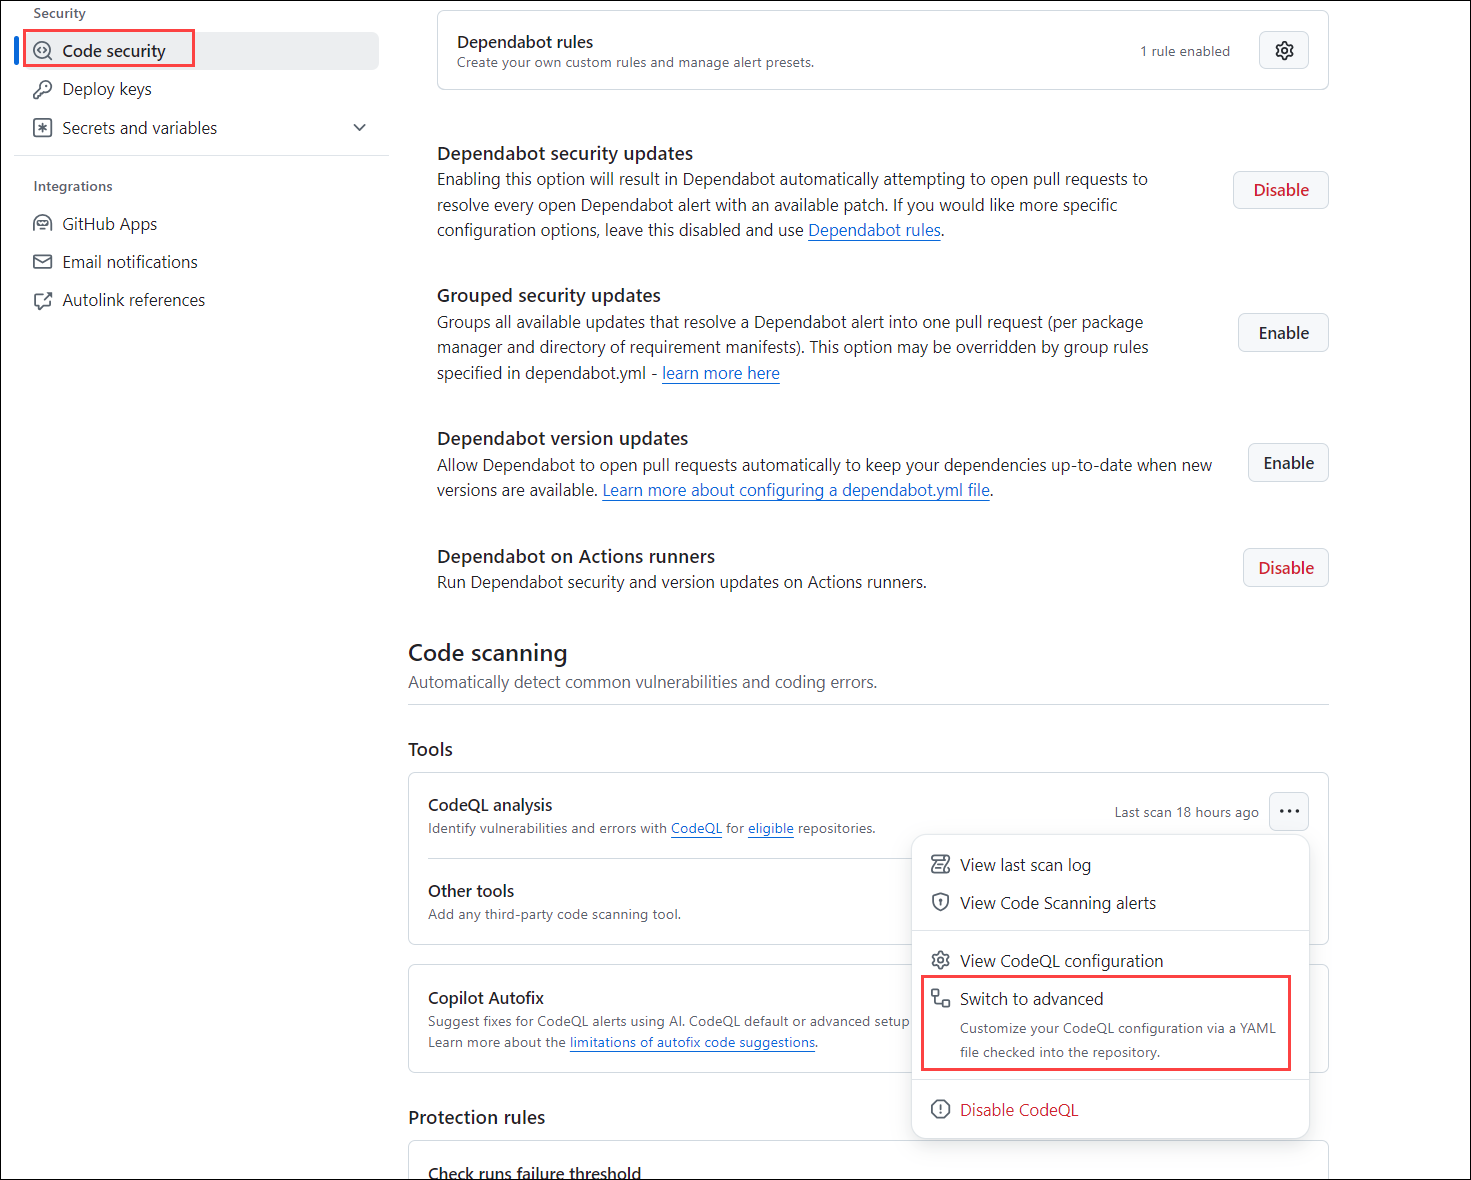 Security
Code security
Deploy keys
Secrets and variables
Integrations
GitHub Apps
Email notifications
Autolink references
Dependabot rules
Create your own custom rules and manage alert presets.
1 rule enabled
Dependabot security updates
Enabling this option will result in Dependabot automatically attempting to open pull requests to
resolve every open Dependabot alert with an available patch. If you would like more specific
configuration options, leave this disabled and use Dependabot rules.
Disable
Grouped security updates
Groups all available updates that resolve a Dependabot alert into one pull request (per package
manager and directory of requirement manifests). This option may be overridden by group rules
specified in dependabot.yml - learn more here
Enable
Dependabot version updates
Allow Dependabot to open pull requests automatically to keep your dependencies up-to-date when new
versions are available. Learn more about configuring a dependabot.yml file.
Enable
Dependabot on Actions runners
Run Dependabot security and version updates on Actions runners.
Disable
Code scanning
Automatically detect common vulnerabilities and coding errors.
Tools
CodeQL analysis
Identify vulnerabilities and errors with CodeQL for eligible repositories.
Last scan 18 hours ago
Other tools
Add any third-party code scanning tool.
View last scan log
View Code Scanning alerts
View CodeQL configuration
Switch to advanced
Customize your CodeQL configuration via a YAML
file checked into the repository.
Disable CodeQL
Copilot Autofix
Suggest fixes for CodeQL alerts using AI. CodeQL default or advanced setup
Learn more about the limitations of autofix code suggestions.
Protection rules
Check runs failure threshold